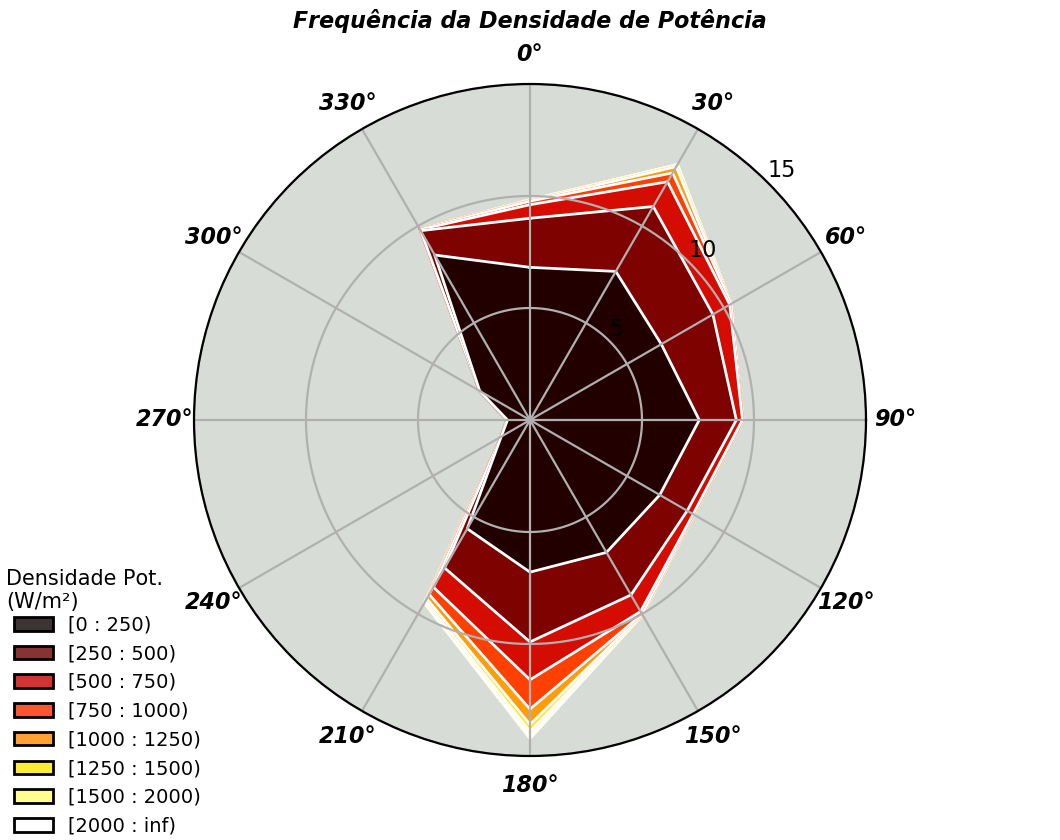 Frequência da Densidade de Potência
0°
330°
30°
15
300°
60°
10
5
270°
90°
240°
120°
210°
150°
180°
Densidade Pot.
(W/m²)
[0 : 250)
[250 : 500)
[500 : 750)
[750 : 1000)
[1000 : 1250)
[1250 : 1500)
[1500 : 2000)
[2000 : inf)